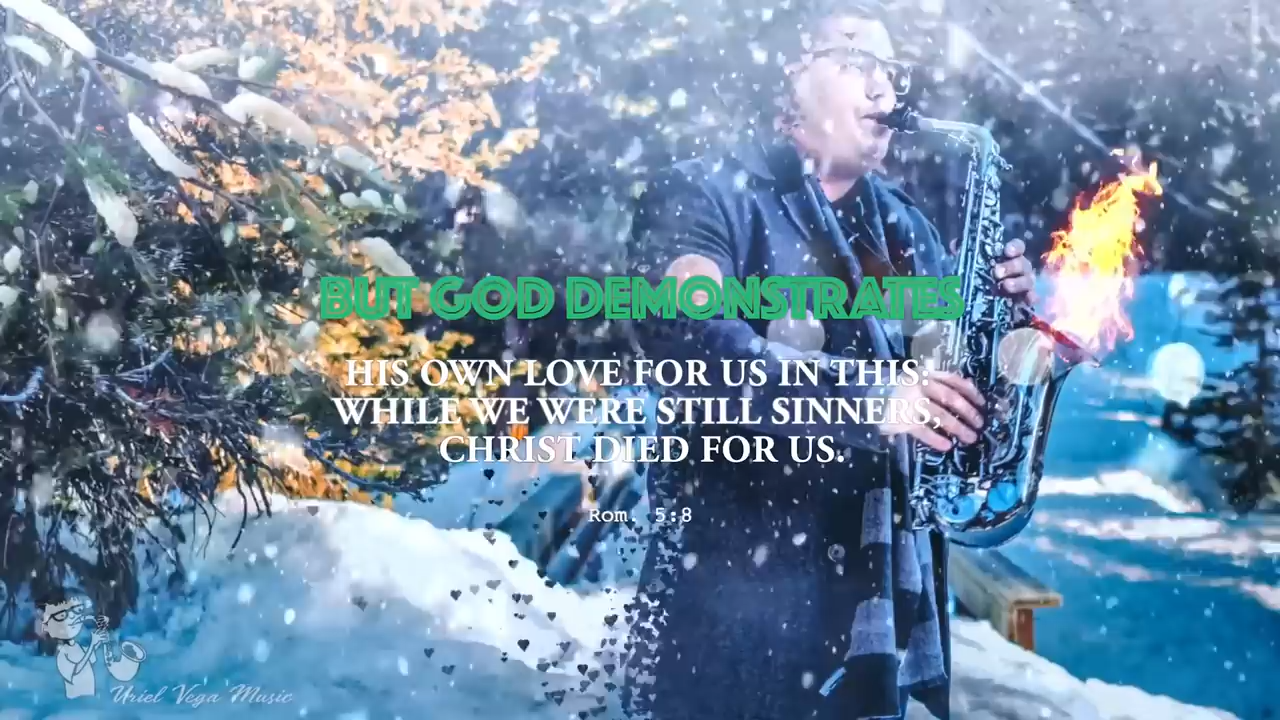 BUT GOD DEMONSTRATES
HIS OWN LOVE FOR US IN THIS:
WHILE WE WERE STILL SINNERS,
CHRIST DIED FOR US.
Rom. 5:8
Uriel Vega Music